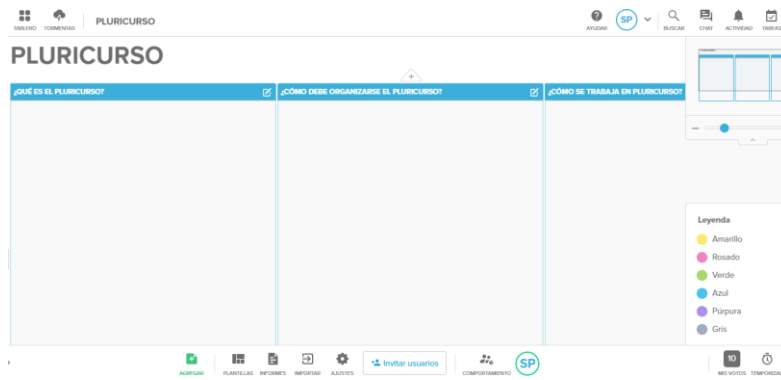 TABLERO TORMENTAS PLURICURSO AYUDAR SP BUSCAR CHAT ACTIVIDAD TAREAS
PLURICURSO
¿QUÉ ES EL PLURICURSO? ¿CÓMO DEBE ORGANIZARSE EL PLURICURSO? ¿CÓMO SE TRABAJA EN PLURICURSO?
Leyenda
Amarillo
Rosado
Verde
Azul
Púrpura
Gris
AGREGAR PLANTILLAS INFORMES IMPORTAR AJUSTES Invitar usuarios COMPORTAMIENTO SP 10 MIS VOTOS